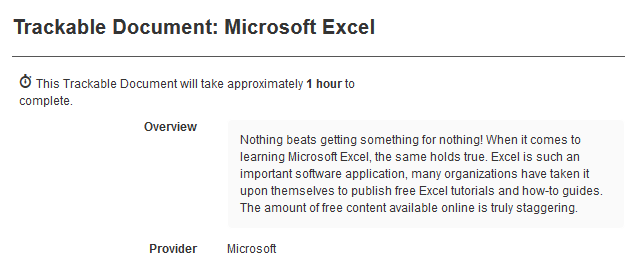 Trackable Document: Microsoft Excel
This Trackable Document will take approximately 1 hour to
complete.
Overview
Nothing beats getting something for nothing! When it comes to
learning Microsoft Excel, the same holds true. Excel is such an
important software application, many organizations have taken it
upon themselves to publish free Excel tutorials and how-to guides.
The amount of free content available online is truly staggering.
Provider Microsoft